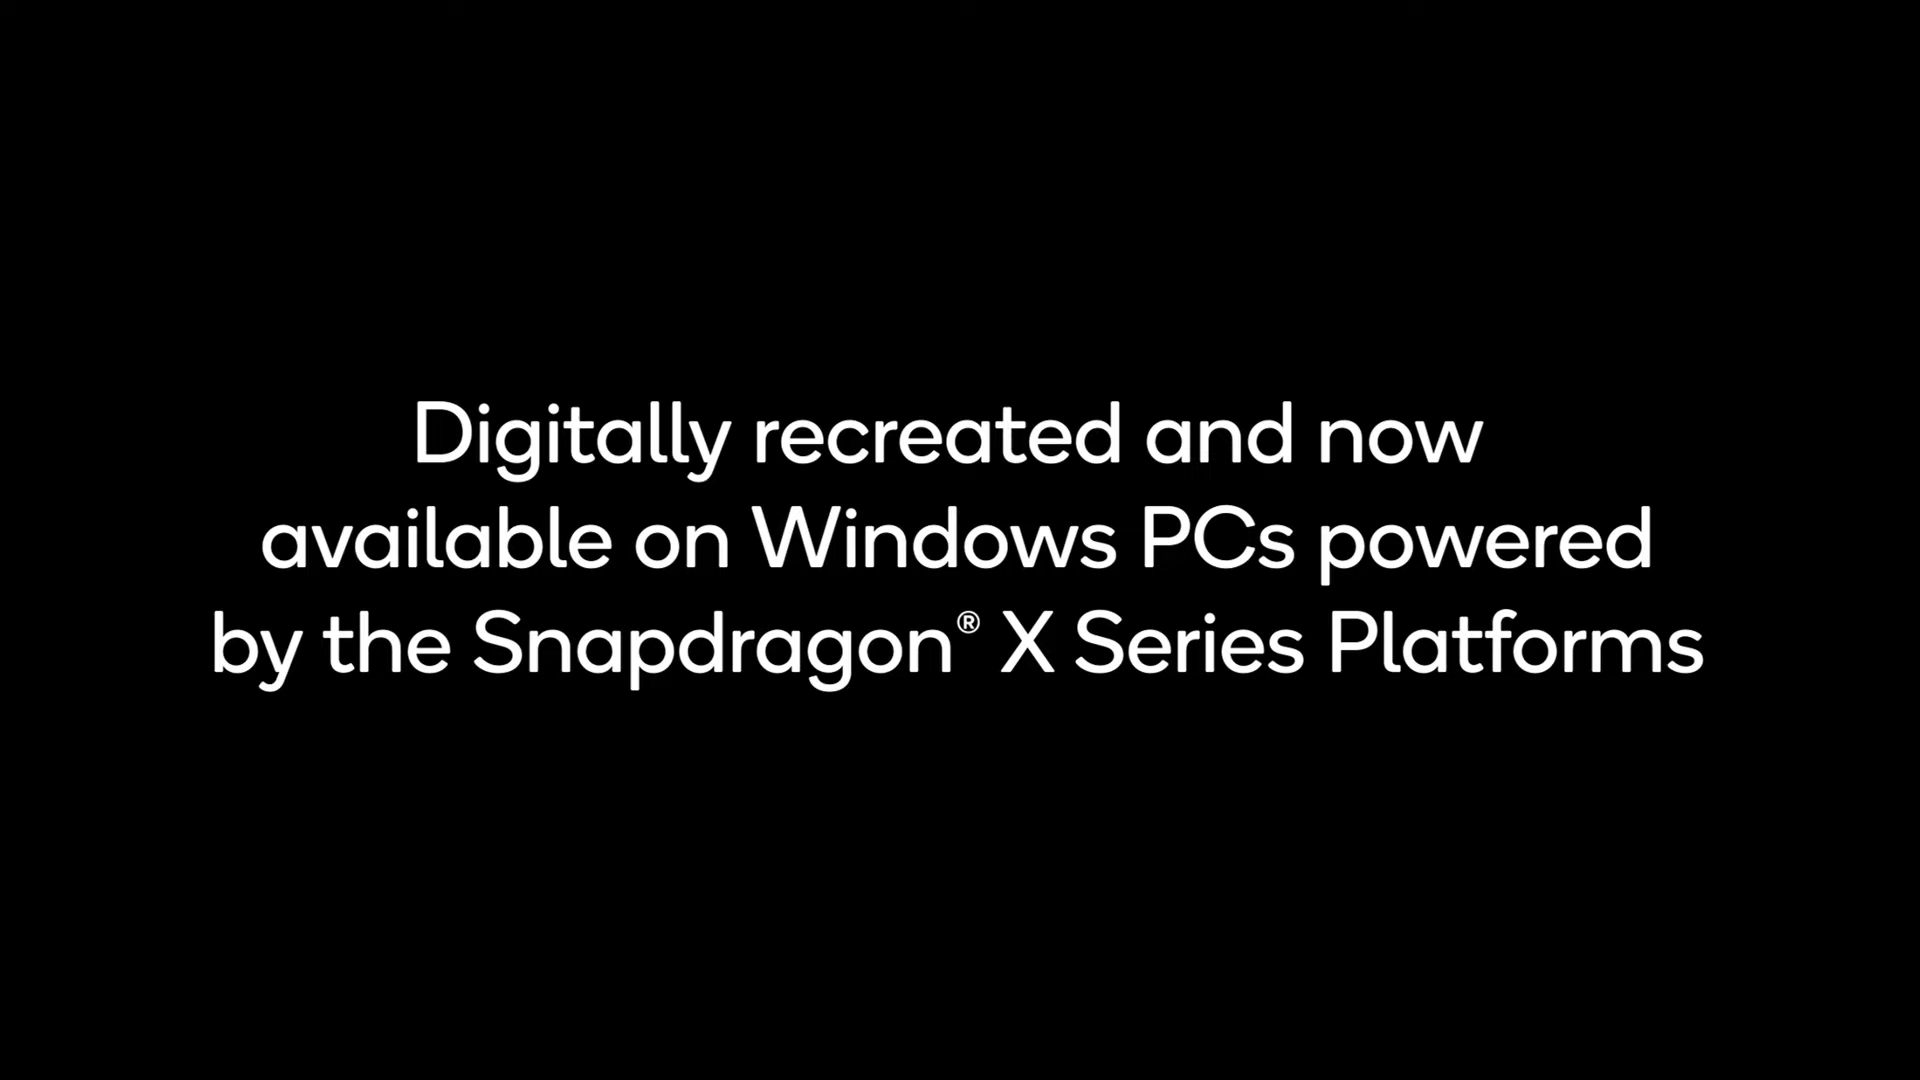 Digitally recreated and now
available on Windows PCs powered
by the Snapdragon® X Series Platforms